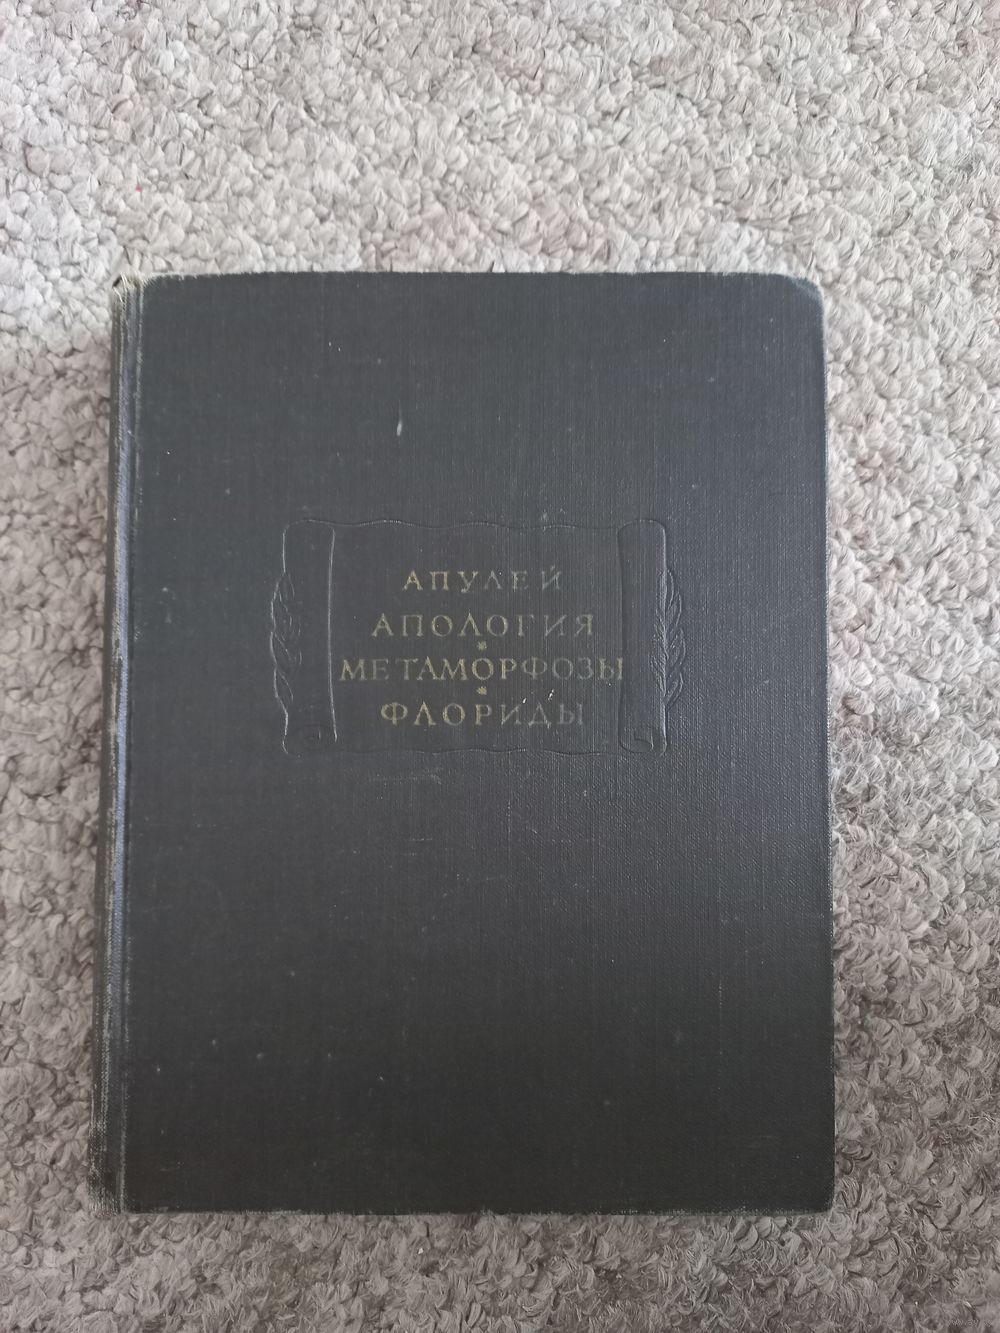 АПУЛЕЙ
АПОЛОГИЯ
*
МЕТАМОРФОЗЫ
*
ФЛОРИДЫ